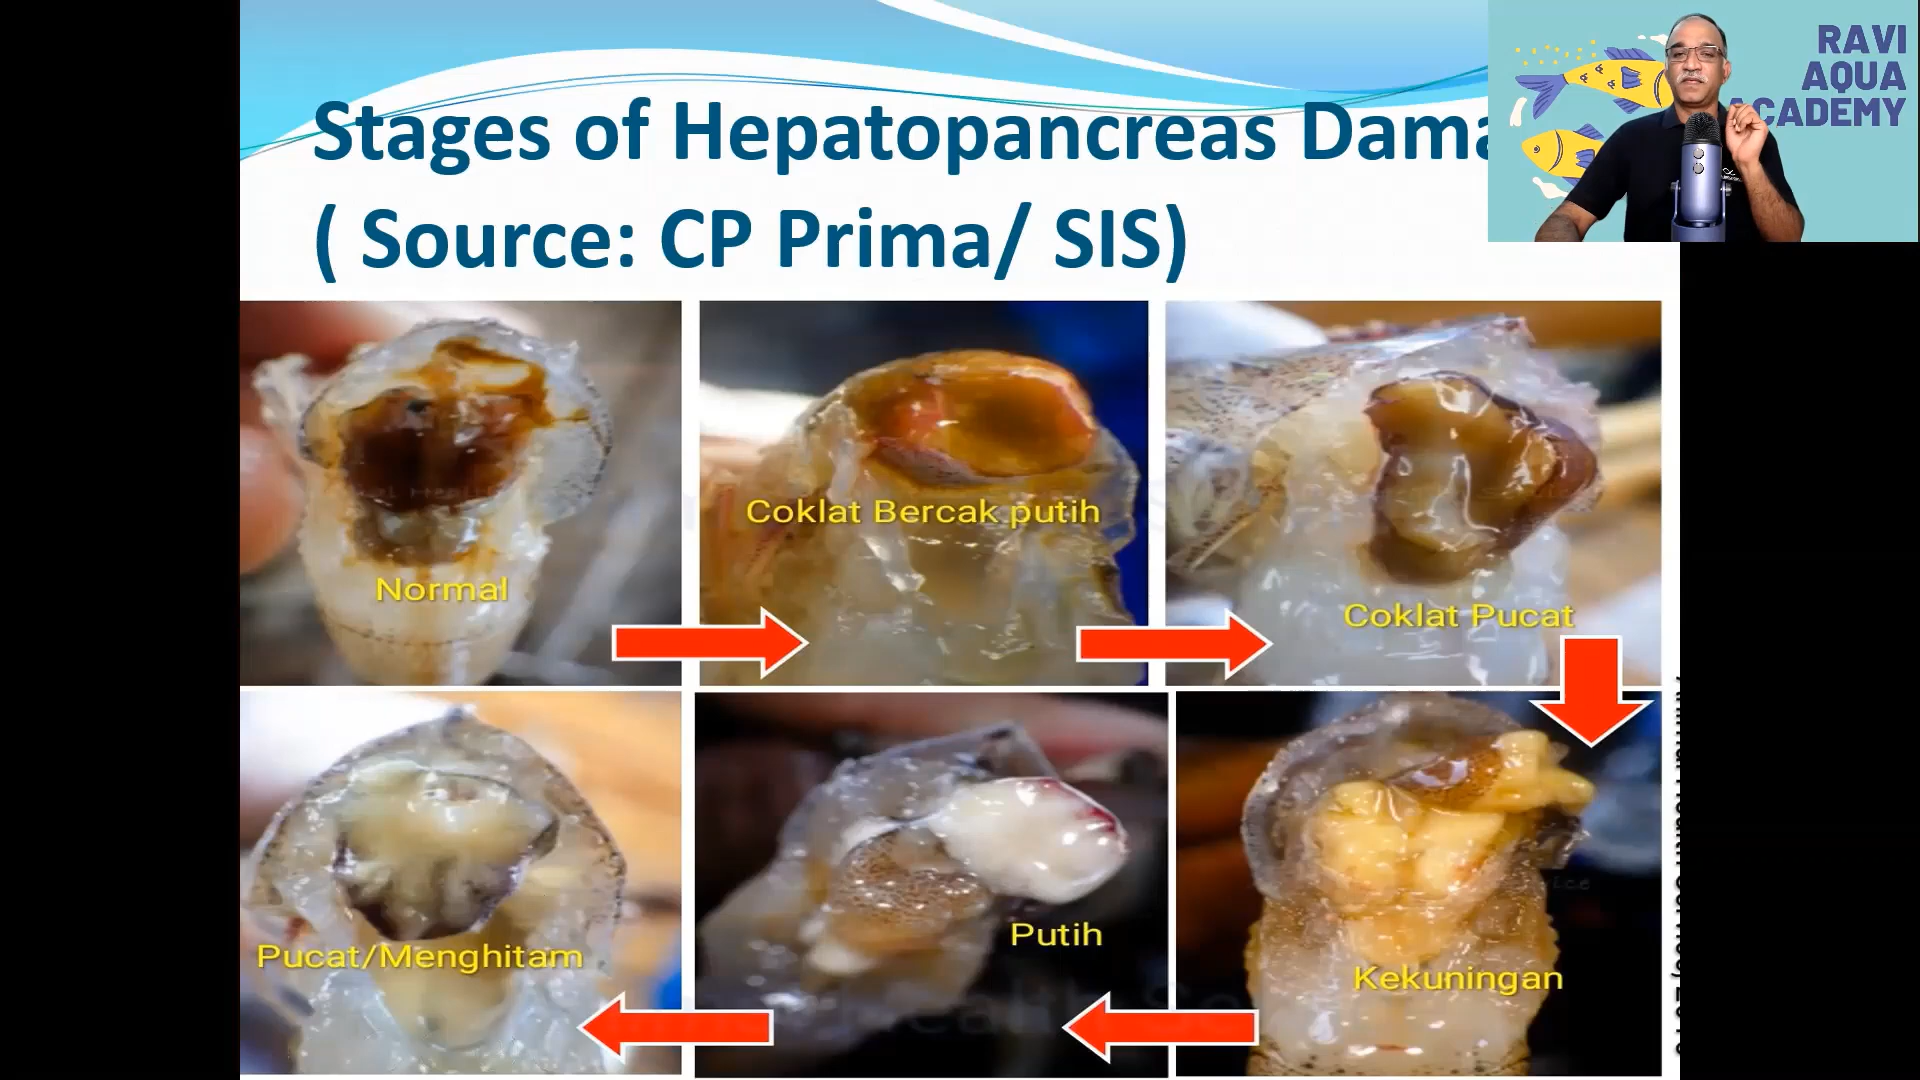 Stages of Hepatopancreas Dama
( Source: CP Prima/ SIS)
RAVI
AQUA
ACADEMY
Normal
Coklat Bercak putih
Coklat Pucat
Pucat/Menghitam
Putih
Kekuningan